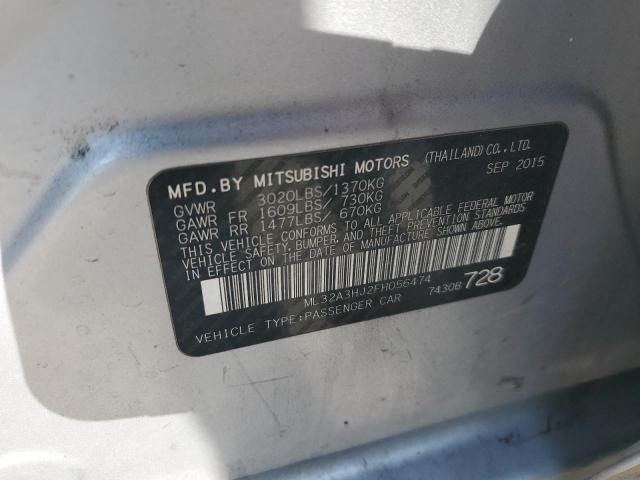 MFD.BY MITSUBISHI MOTORS (THAILAND)CO.,LTD.
SEP 2015
GVWR 3020LBS/1370KG
GAWR FR 1609LBS/ 730KG
GAWR RR 1477LBS/ 670KG
THIS VEHICLE CONFORMS TO ALL APPLICABLE FEDERAL MOTOR
VEHICLE SAFETY,BUMPER,AND THEFT PREVENTION STANDARDS
IN EFFECT ON THE DATE OF MANUFACTURE SHOWN ABOVE.
ML32A3HJ2FH056474
7430B 728
VEHICLE TYPE:PASSENGER CAR